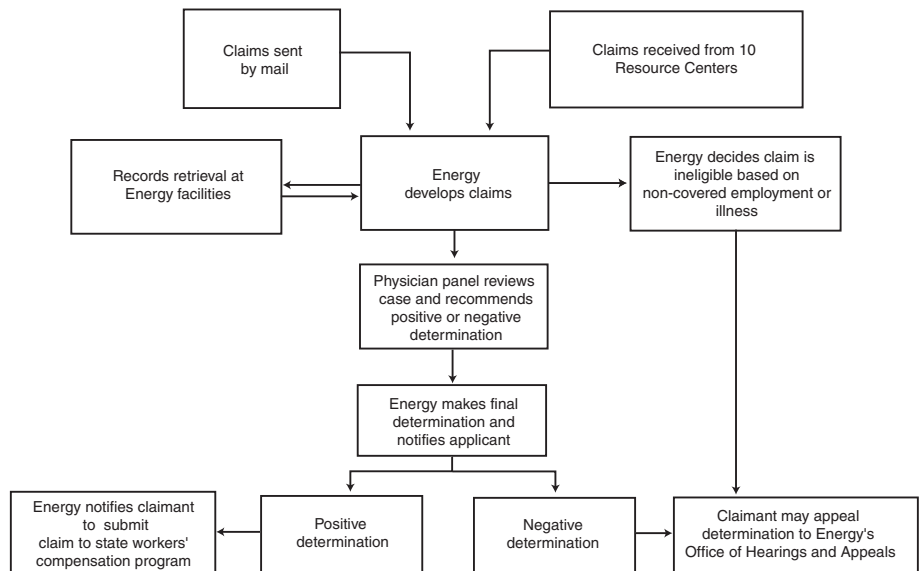 Claims sent
by mail
Claims received from 10
Resource Centers
Records retrieval at
Energy facilities
Energy
develops claims
Energy decides claim is
ineligible based on
non-covered employment or
illness
Physician panel reviews
case and recommends
positive or negative
determination
Energy makes final
determination and
notifies applicant
Energy notifies claimant
to submit
claim to state workers'
compensation program
Positive
determination
Negative
determination
Claimant may appeal
determination to Energy's
Office of Hearings and Appeals